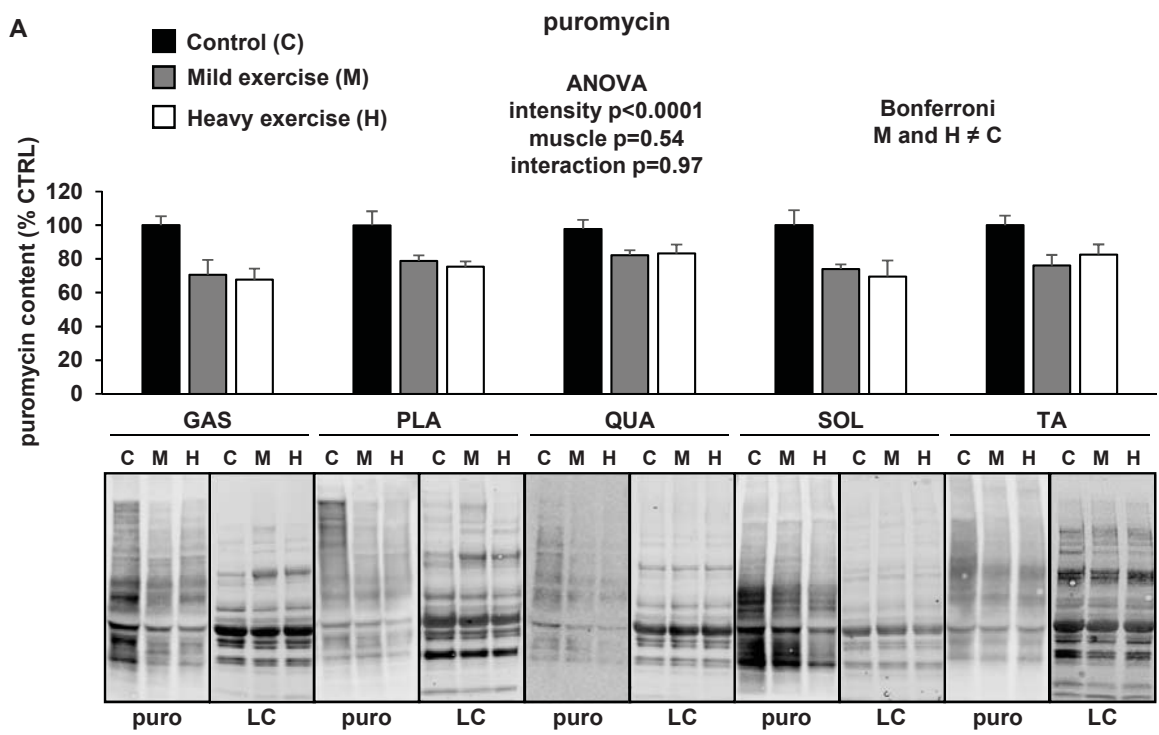 A
puromycin
Control (C)
Mild exercise (M)
Heavy exercise (H)
ANOVA
intensity p<0.0001
muscle p=0.54
interaction p=0.97
Bonferroni
M and H ≠ C
puromycin content (% CTRL)
120
100
80
60
40
20
0
GAS PLA QUA SOL TA
C M H C M H C M H C M H C M H C M H C M H C M H C M H C M H
puro LC puro LC puro LC puro LC puro LC